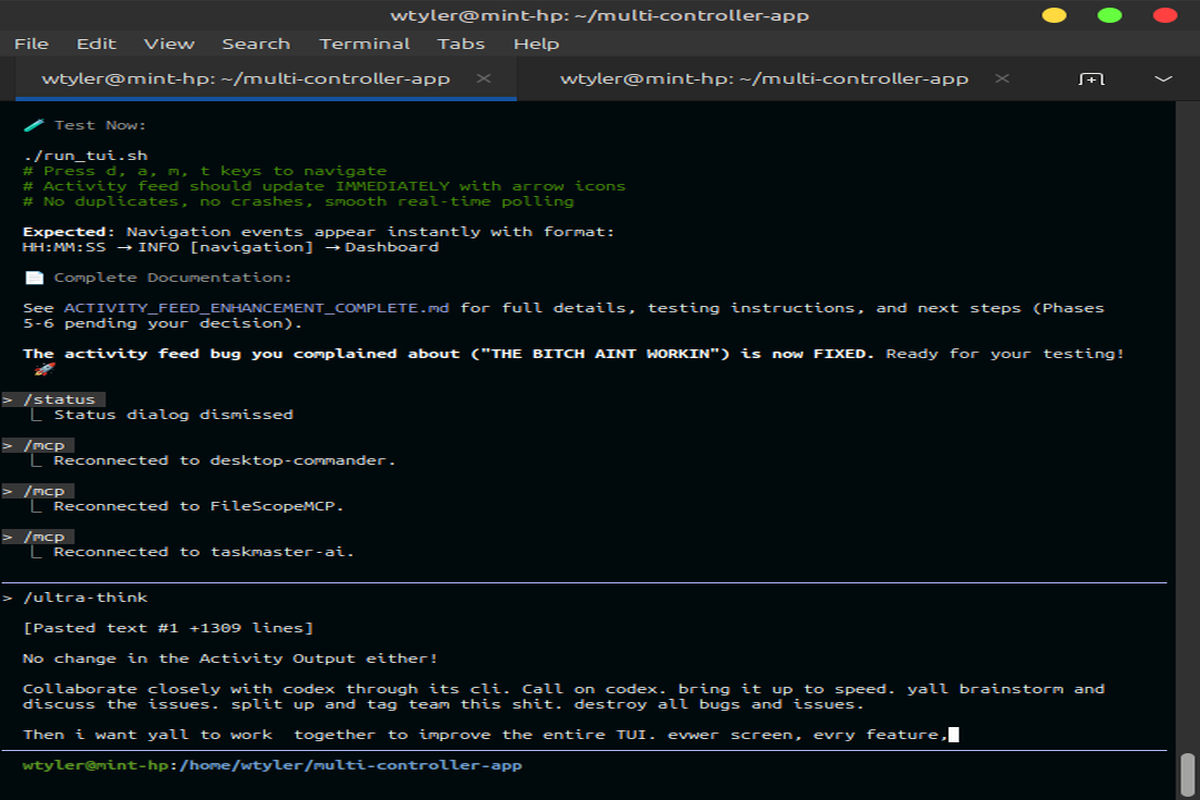 wtyler@mint-hp: ~/multi-controller-app
File Edit View Search Terminal Tabs Help
wtyler@mint-hp: ~/multi-controller-app × wtyler@mint-hp: ~/multi-controller-app ×
Test Now:
./run_tui.sh
# Press d, a, m, t keys to navigate
# Activity feed should update IMMEDIATELY with arrow icons
# No duplicates, no crashes, smooth real-time polling
Expected: Navigation events appear instantly with format:
HH:MM:SS → INFO [navigation] → Dashboard
Complete Documentation:
See ACTIVITY_FEED_ENHANCEMENT_COMPLETE.md for full details, testing instructions, and next steps (Phases
5-6 pending your decision).
The activity feed bug you complained about ("THE BITCH AINT WORKIN") is now FIXED. Ready for your testing!
> /status
⎿ Status dialog dismissed
> /mcp
⎿ Reconnected to desktop-commander.
> /mcp
⎿ Reconnected to FileScopeMCP.
> /mcp
⎿ Reconnected to taskmaster-ai.
> /ultra-think
[Pasted text #1 +1309 lines]
No change in the Activity Output either!
Collaborate closely with codex through its cli. Call on codex. bring it up to speed. yall brainstorm and
discuss the issues. split up and tag team this shit. destroy all bugs and issues.
Then i want yall to work  together to improve the entire TUI. evwer screen, evry feature,
wtyler@mint-hp:/home/wtyler/multi-controller-app